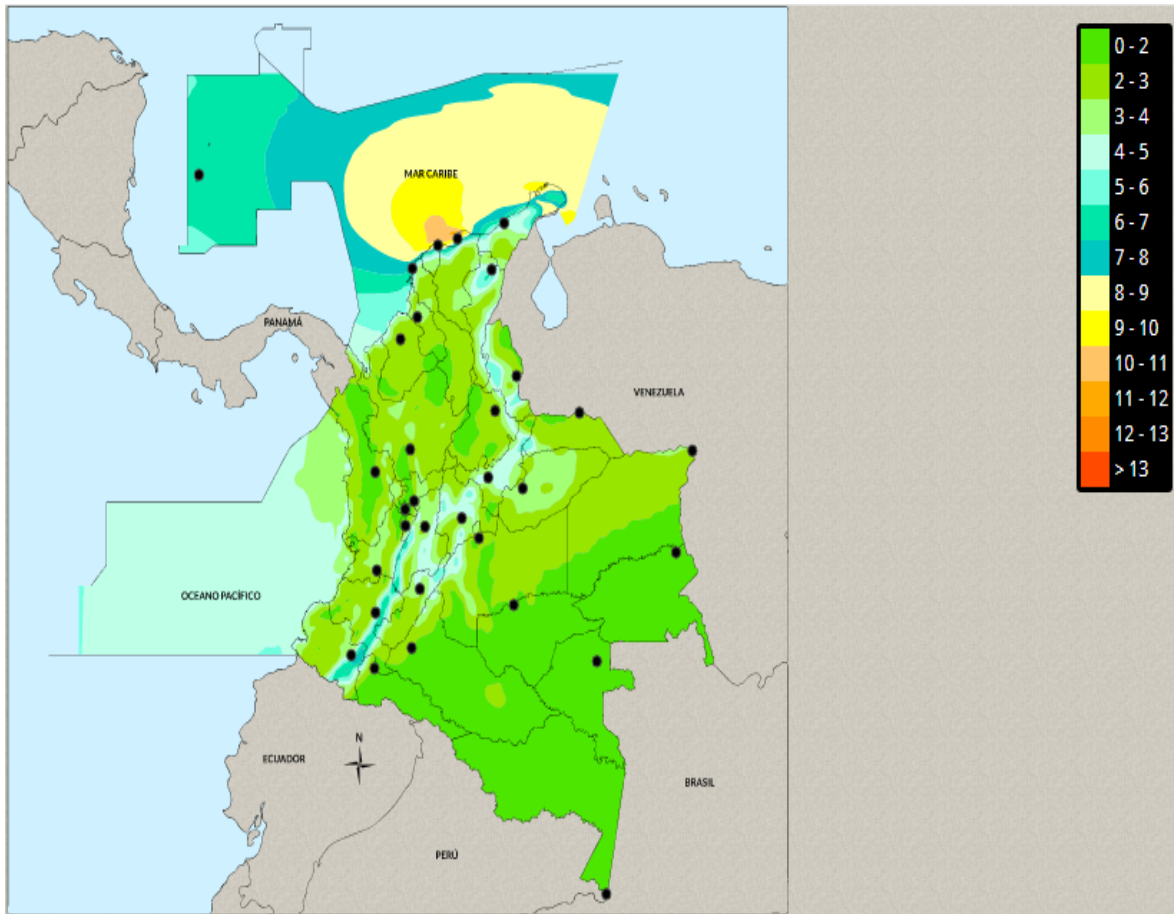 MAR CARIBE
PANAMÁ
VENEZUELA
OCEANO PACÍFICO
N
ECUADOR
BRASIL
PERÚ
0 - 2
2 - 3
3 - 4
4 - 5
5 - 6
6 - 7
7 - 8
8 - 9
9 - 10
10 - 11
11 - 12
12 - 13
> 13